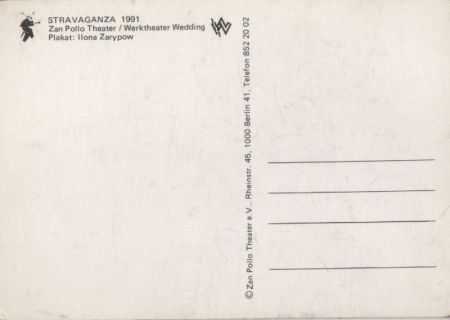 STRAVAGANZA 1991
Zan Pollo Theater / Werktheater Wedding
Plakat: Ilona Zarypow
© Zan Pollo Theater e V., Rheinstr. 45, 1000 Berlin 41, Telefon 852 20 02